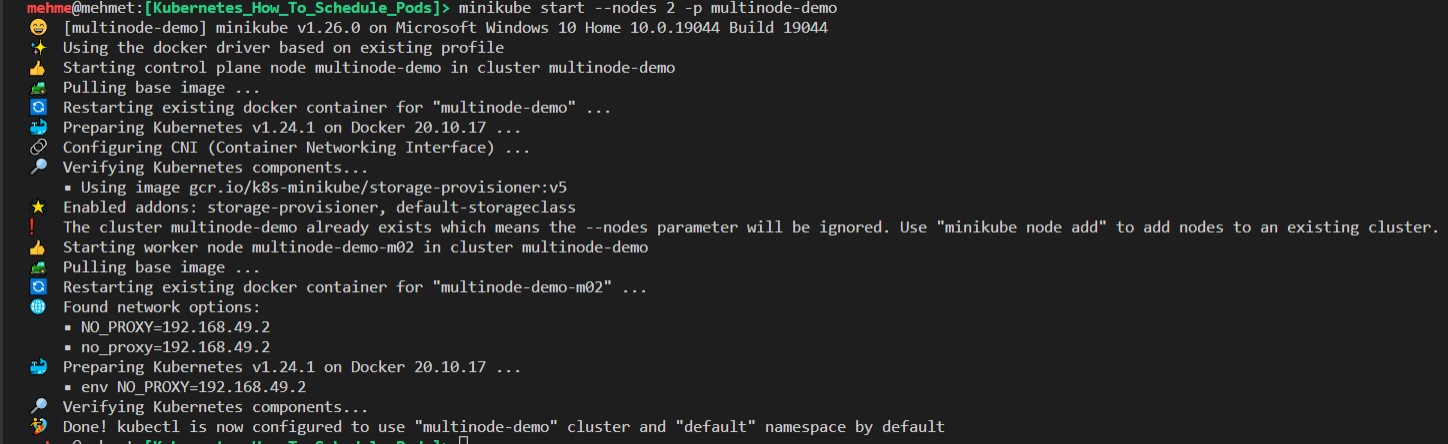 mehme@mehmet:[Kubernetes_How_To_Schedule_Pods]> minikube start --nodes 2 -p multinode-demo
😄 [multinode-demo] minikube v1.26.0 on Microsoft Windows 10 Home 10.0.19044 Build 19044
✨ Using the docker driver based on existing profile
👍 Starting control plane node multinode-demo in cluster multinode-demo
🚜 Pulling base image ...
🔄 Restarting existing docker container for "multinode-demo" ...
🐳 Preparing Kubernetes v1.24.1 on Docker 20.10.17 ...
🔗 Configuring CNI (Container Networking Interface) ...
🔎 Verifying Kubernetes components...
▪ Using image gcr.io/k8s-minikube/storage-provisioner:v5
🌟 Enabled addons: storage-provisioner, default-storageclass
❗ The cluster multinode-demo already exists which means the --nodes parameter will be ignored. Use "minikube node add" to add nodes to an existing cluster.
👍 Starting worker node multinode-demo-m02 in cluster multinode-demo
🚜 Pulling base image ...
🔄 Restarting existing docker container for "multinode-demo-m02" ...
🌐 Found network options:
▪ NO_PROXY=192.168.49.2
▪ no_proxy=192.168.49.2
🐳 Preparing Kubernetes v1.24.1 on Docker 20.10.17 ...
▪ env NO_PROXY=192.168.49.2
🔎 Verifying Kubernetes components...
🏄 Done! kubectl is now configured to use "multinode-demo" cluster and "default" namespace by default